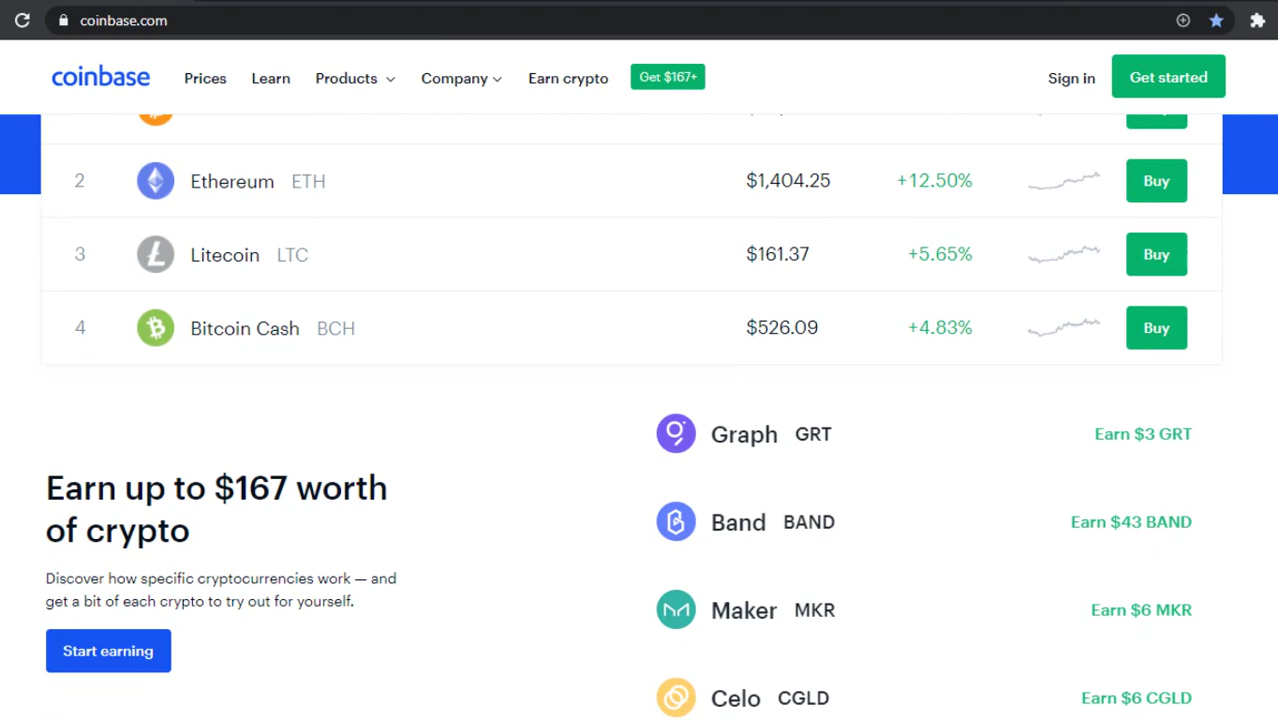 coinbase.com
coinbase Prices Learn Products Company Earn crypto Get $167+ Sign in Get started
2 Ethereum ETH $1,404.25 +12.50% Buy
3 Litecoin LTC $161.37 +5.65% Buy
4 Bitcoin Cash BCH $526.09 +4.83% Buy
Graph GRT Earn $3 GRT
Earn up to $167 worth
of crypto
Band BAND Earn $43 BAND
Discover how specific cryptocurrencies work — and
get a bit of each crypto to try out for yourself.
Maker MKR Earn $6 MKR
Start earning
Celo CGLD Earn $6 CGLD